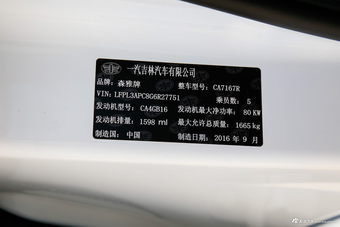 一汽吉林汽车有限公司
品牌：森雅牌 整车型号：CA7167R
VIN：LFPL3APC8G6R27751 乘员数：5
发动机型号：CA4GB16 发动机最大净功率：80 KW
发动机排量：1598 ml 最大允许总质量：1665 kg
制造国：中国 制造日期：2016 年 9 月